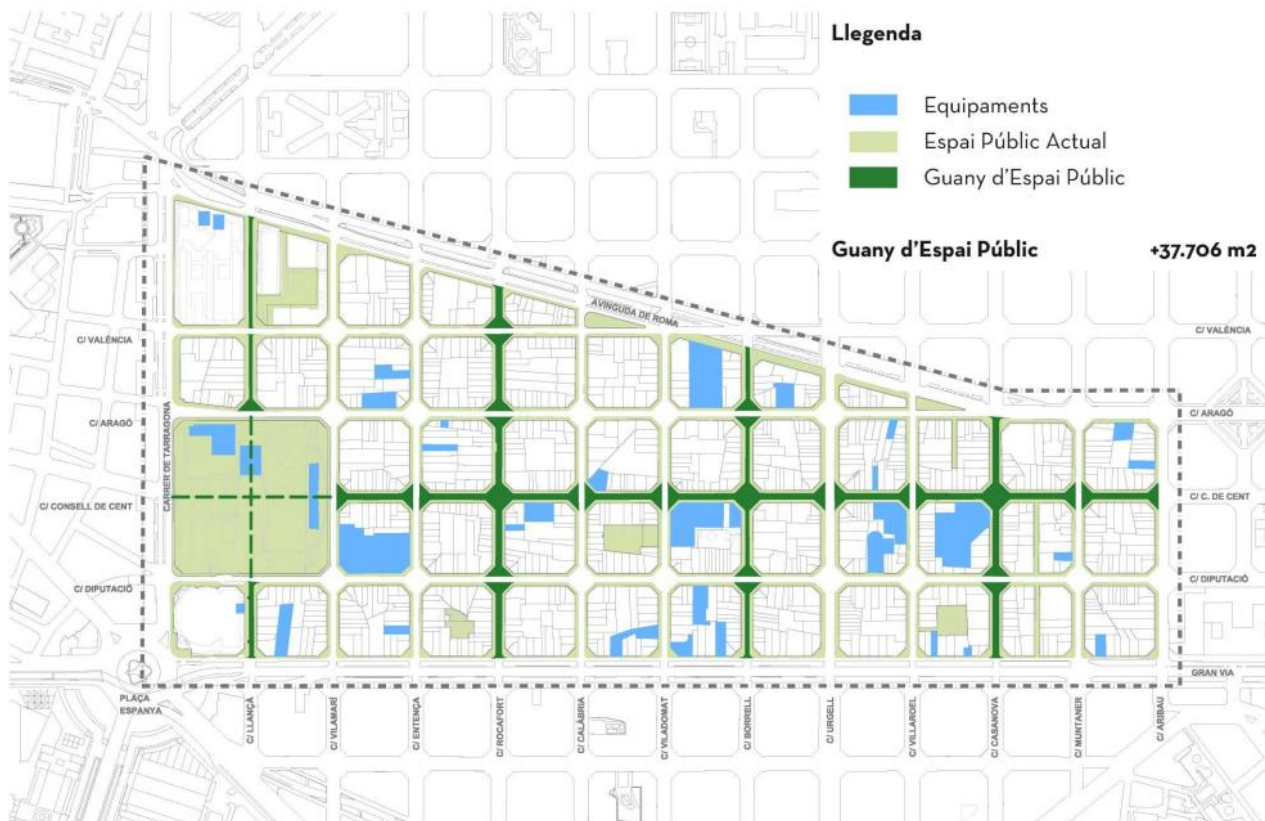 Llegenda
Equipaments
Espai Públic Actual
Guany d'Espai Públic
Guany d'Espai Públic +37.706 m2
AVINGUDA DE ROMA
C/ VALÈNCIA
C/ VALÈNCIA
C/ ARAGÓ
C/ ARAGÓ
CARRER DE TARRAGONA
C/ CONSELL DE CENT
C/ C. DE CENT
C/ DIPUTACIÓ
C/ DIPUTACIÓ
GRAN VIA
PLAÇA
ESPANYA
C/ LLANÇÀ
C/ VILAMARÍ
C/ ENTENÇA
C/ ROCAFORT
C/ CALÀBRIA
C/ VILADOMAT
C/ BORRELL
C/ URGELL
C/ VILLAROEL
C/ CASANOVA
C/ MUNTANER
C/ ARIBAU